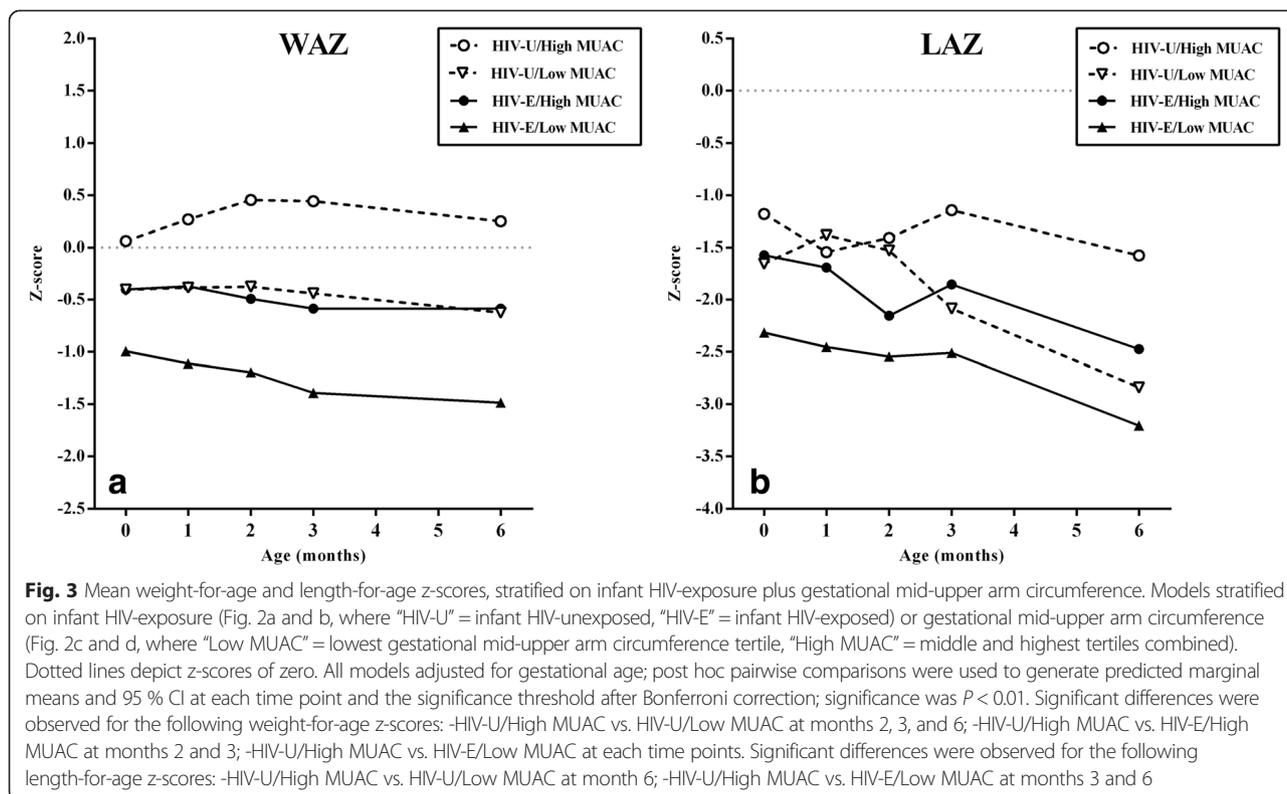 WAZ
HIV-U/High MUAC
HIV-U/Low MUAC
HIV-E/High MUAC
HIV-E/Low MUAC
2.0
1.5
1.0
0.5
0.0
-0.5
-1.0
-1.5
-2.0
-2.5
Z-score
a
0 1 2 3 4 5 6
Age (months)
LAZ
HIV-U/High MUAC
HIV-U/Low MUAC
HIV-E/High MUAC
HIV-E/Low MUAC
0.5
0.0
-0.5
-1.0
-1.5
-2.0
-2.5
-3.0
-3.5
-4.0
Z-score
b
0 1 2 3 4 5 6
Age (months)
Fig. 3 Mean weight-for-age and length-for-age z-scores, stratified on infant HIV-exposure plus gestational mid-upper arm circumference. Models stratified
on infant HIV-exposure (Fig. 2a and b, where “HIV-U” = infant HIV-unexposed, “HIV-E” = infant HIV-exposed) or gestational mid-upper arm circumference
(Fig. 2c and d, where “Low MUAC” = lowest gestational mid-upper arm circumference tertile, “High MUAC” = middle and highest tertiles combined).
Dotted lines depict z-scores of zero. All models adjusted for gestational age; post hoc pairwise comparisons were used to generate predicted marginal
means and 95 % CI at each time point and the significance threshold after Bonferroni correction; significance was P < 0.01. Significant differences were
observed for the following weight-for-age z-scores: -HIV-U/High MUAC vs. HIV-U/Low MUAC at months 2, 3, and 6; -HIV-U/High MUAC vs. HIV-E/High
MUAC at months 2 and 3; -HIV-U/High MUAC vs. HIV-E/Low MUAC at each time points. Significant differences were observed for the following
length-for-age z-scores: -HIV-U/High MUAC vs. HIV-U/Low MUAC at month 6; -HIV-U/High MUAC vs. HIV-E/Low MUAC at months 3 and 6